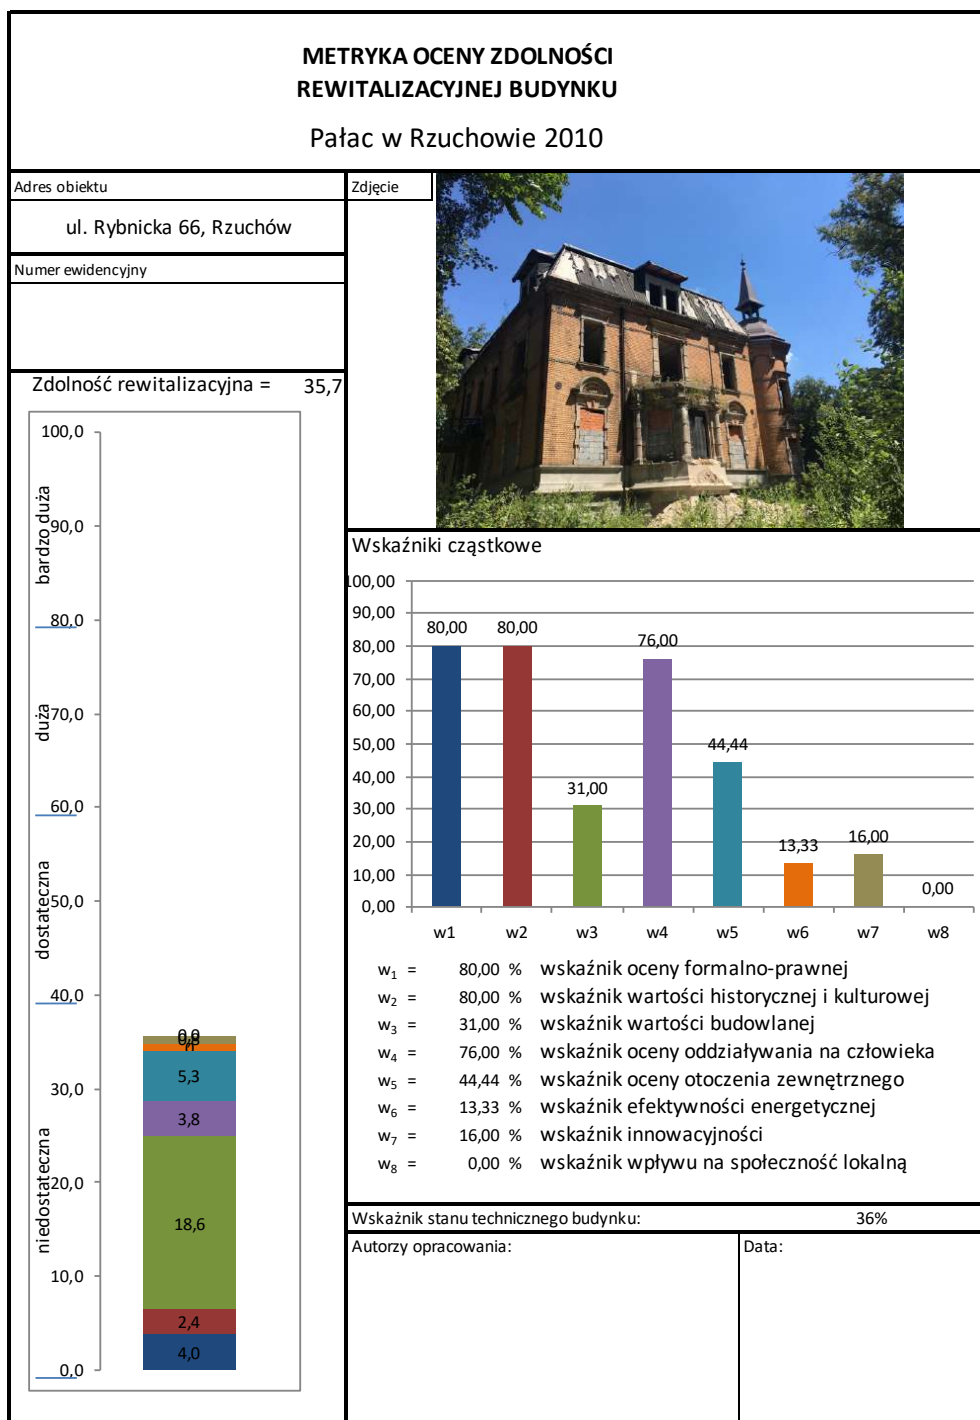 METRYKA OCENY ZDOLNOŚCI
REWITALIZACYJNEJ BUDYNKU
Pałac w Rzuchowie 2010
Adres obiektu
ul. Rybnicka 66, Rzuchów
Numer ewidencyjny
Zdjęcie
Zdolność rewitalizacyjna = 35,7
100,0
90,0
80,0
70,0
60,0
50,0
40,0
30,0
20,0
10,0
0,0
bardzo duża
duża
dostateczna
niedostateczna
5,3
3,8
18,6
2,4
4,0
Wskaźniki cząstkowe
100,00
90,00
80,00
70,00
60,00
50,00
40,00
30,00
20,00
10,00
0,00
80,00 80,00 31,00 76,00 44,44 13,33 16,00 0,00
w1 w2 w3 w4 w5 w6 w7 w8
w₁ = 80,00 % wskaźnik oceny formalno-prawnej
w₂ = 80,00 % wskaźnik wartości historycznej i kulturowej
w₃ = 31,00 % wskaźnik wartości budowlanej
w₄ = 76,00 % wskaźnik oceny oddziaływania na człowieka
w₅ = 44,44 % wskaźnik oceny otoczenia zewnętrznego
w₆ = 13,33 % wskaźnik efektywności energetycznej
w₇ = 16,00 % wskaźnik innowacyjności
w₈ = 0,00 % wskaźnik wpływu na społeczność lokalną
Wskażnik stanu technicznego budynku: 36%
Autorzy opracowania:
Data: